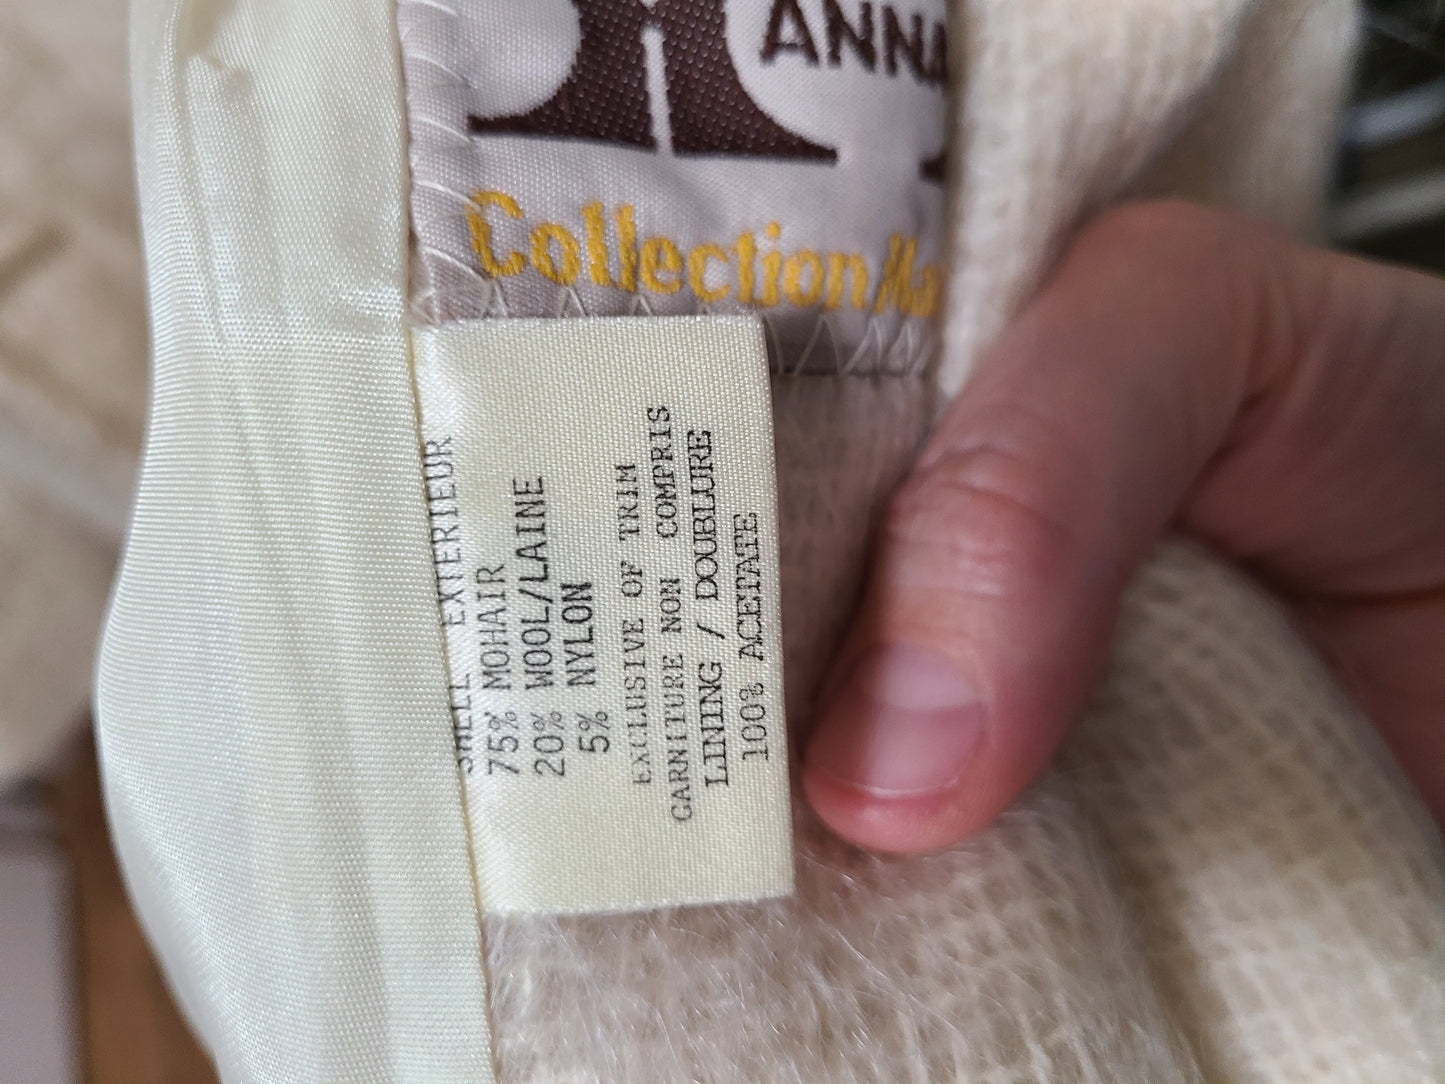 ANNA
Collection Ma
SHELL EXTERIEUR
75% MOHAIR
20% WOOL/LAINE
5% NYLON
EXCLUSIVE OF TRIM
GARNITURE NON COMPRIS
LINING / DOUBLURE
100% ACETATE